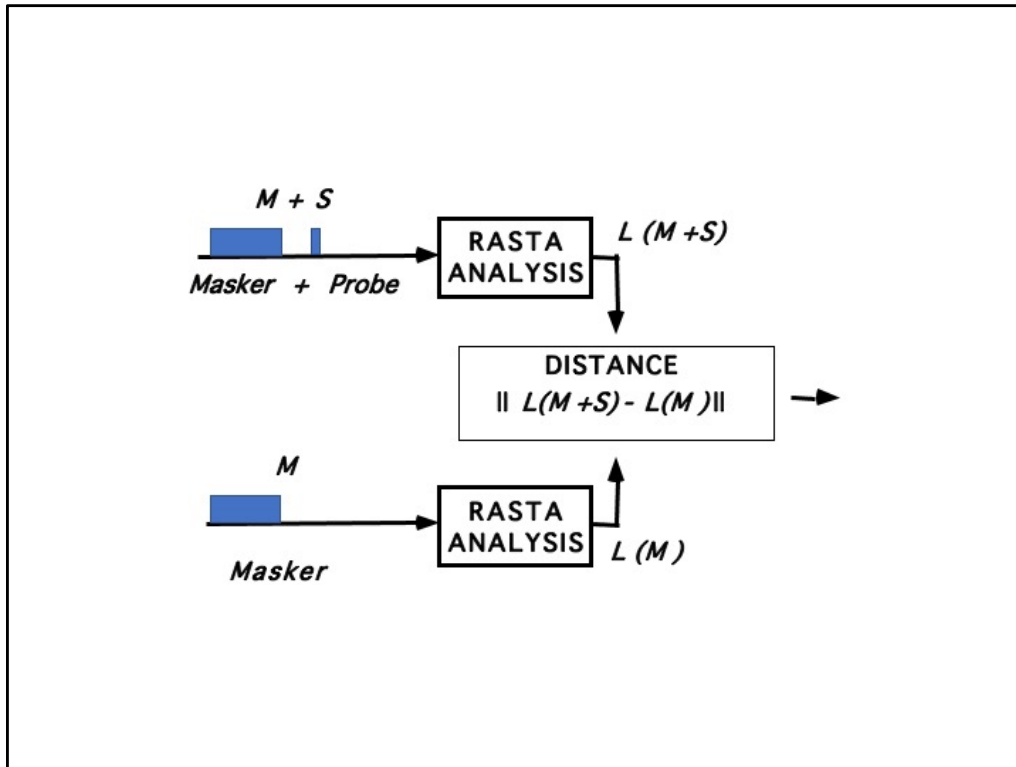 M + S
Masker + Probe
RASTA
ANALYSIS
L (M +S)
DISTANCE
|| L(M +S) - L(M )||
M
Masker
RASTA
ANALYSIS
L (M )